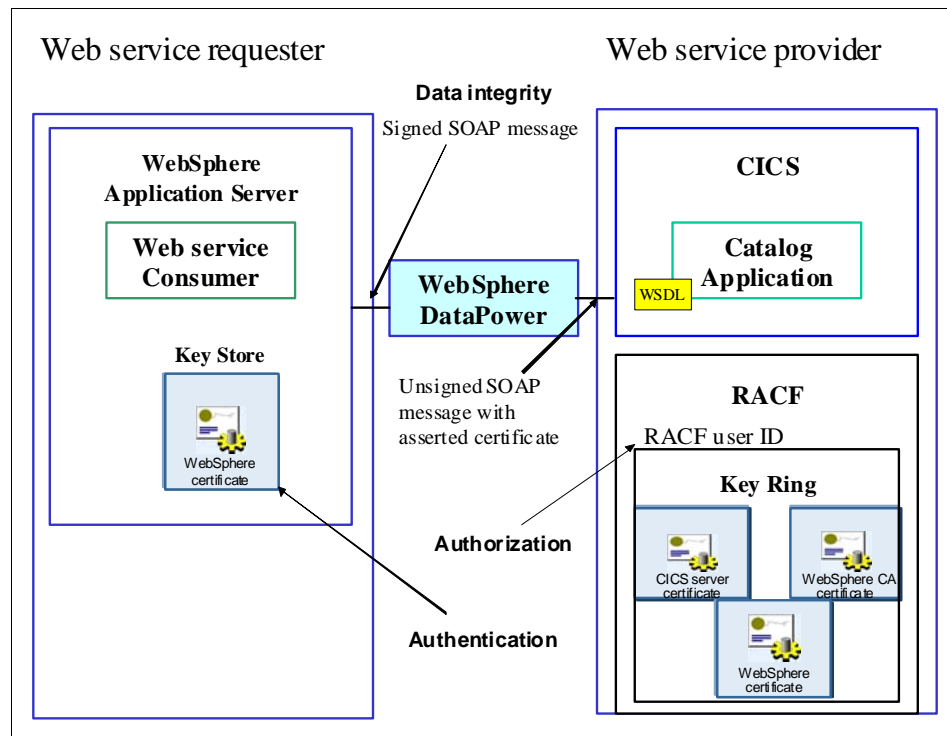 Web service requester
Web service provider
Data integrity
Signed SOAP message
WebSphere
Application Server
Web service
Consumer
Key Store
WebSphere
certificate
WebSphere
DataPower
Unsigned SOAP
message with
asserted certificate
Authorization
Authentication
CICS
Catalog
Application
WSDL
RACF
RACF user ID
Key Ring
CICS server
certificate
WebSphere CA
certificate
WebSphere
certificate